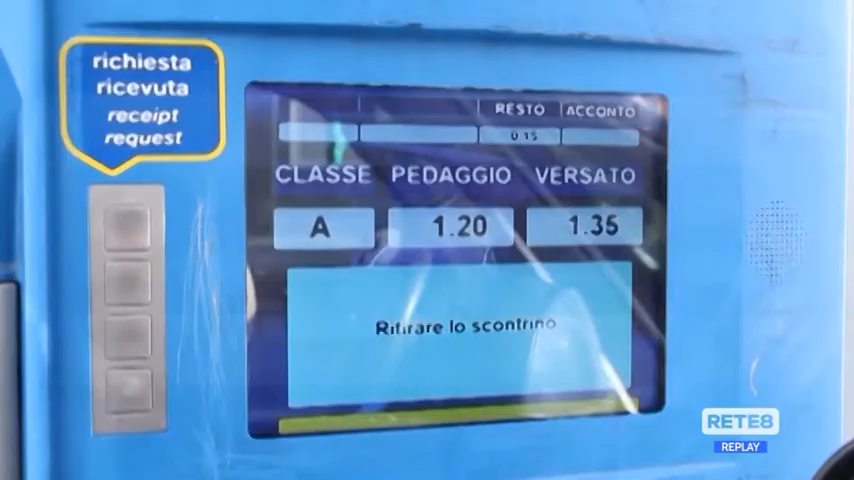 richiesta
ricevuta
receipt
request
RESTO ACCONTO
0.15
CLASSE PEDAGGIO VERSATO
A 1.20 1.35
Ritirare lo scontrino
RETE8
REPLAY